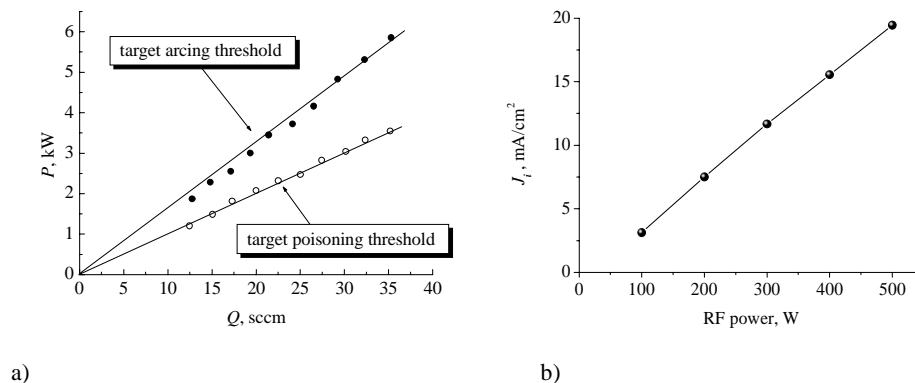 6
5
4
3
2
1
0
P, kW
target arcing threshold
target poisoning threshold
0 5 10 15 20 25 30 35 40
Q, sccm
a)
20
15
10
5
0
J_i , mA/cm²
0 100 200 300 400 500
RF power, W
b)